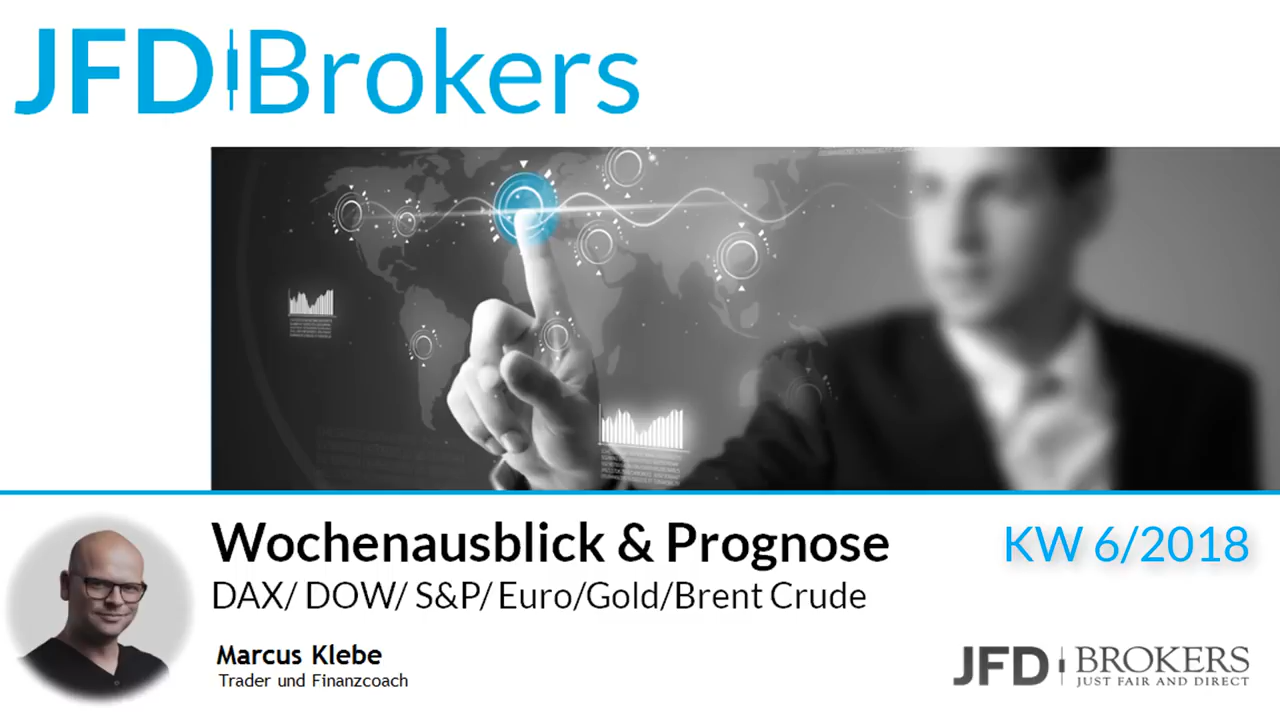 JFD Brokers
Wochenausblick & Prognose
KW 6/2018
DAX/ DOW/ S&P/ Euro/Gold/Brent Crude
Marcus Klebe
Trader und Finanzcoach
JFD BROKERS
JUST FAIR AND DIRECT